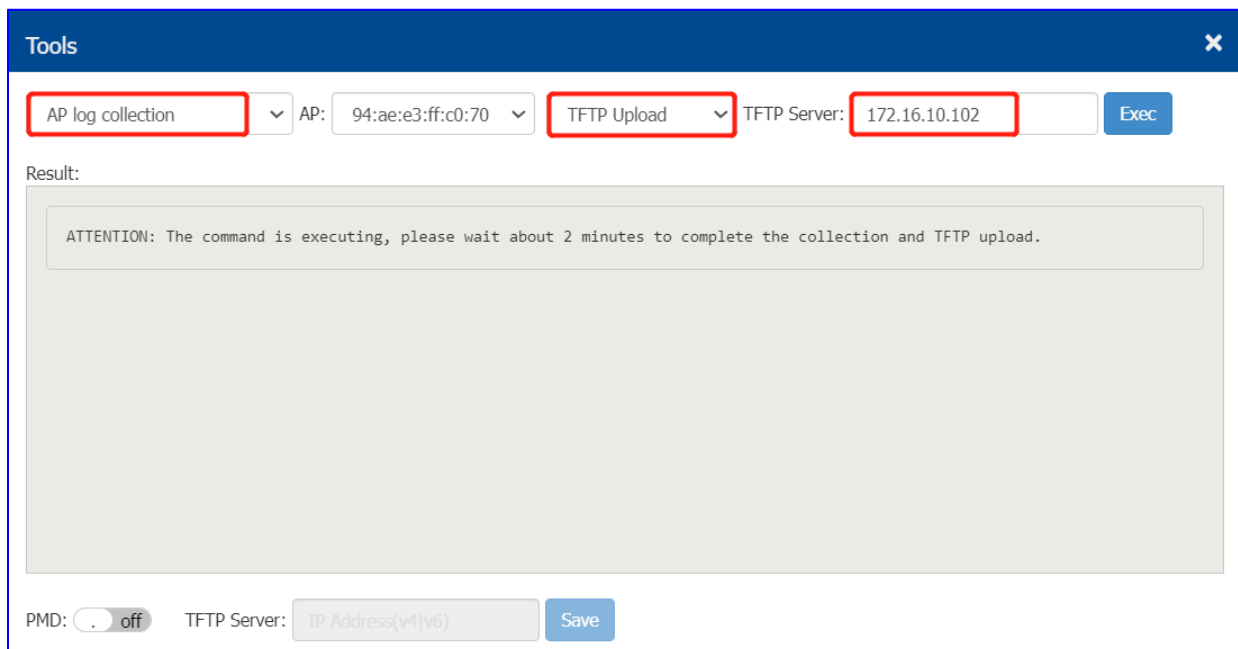 Tools
AP log collection AP: 94:ae:e3:ff:c0:70 TFTP Upload TFTP Server: 172.16.10.102 Exec
Result:
ATTENTION: The command is executing, please wait about 2 minutes to complete the collection and TFTP upload.
PMD: . off TFTP Server: IP Address(v4|v6) Save